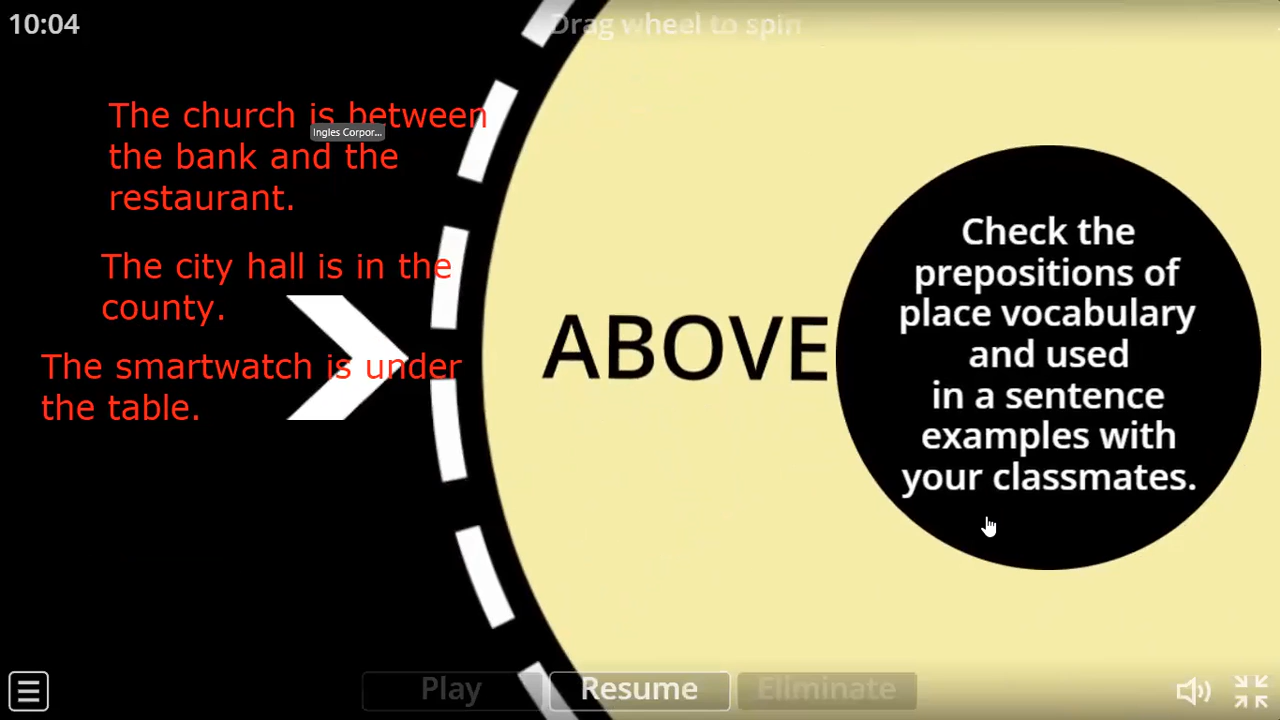 10:04
Drag wheel to spin
The church is between
the bank and the
restaurant.
Ingles Corpor...
The city hall is in the
county.
The smartwatch is under
the table.
ABOVE
Check the
prepositions of
place vocabulary
and used
in a sentence
examples with
your classmates.
Play
Resume
Eliminate